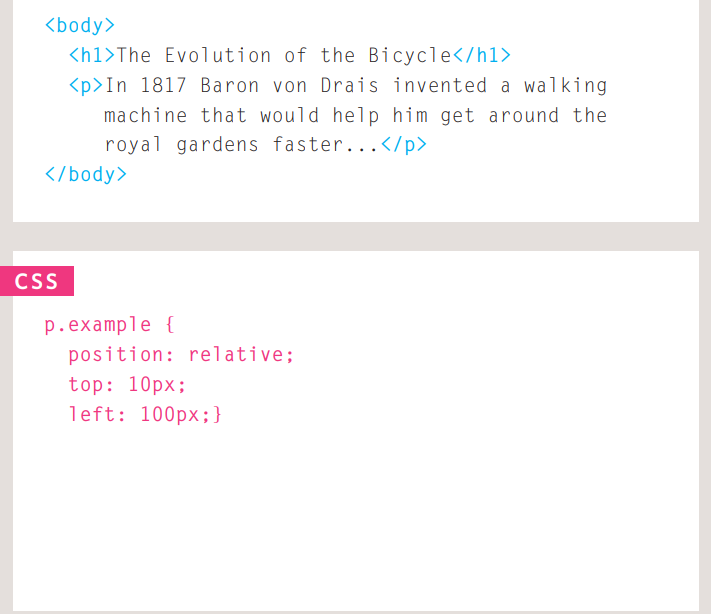 <body>
<h1>The Evolution of the Bicycle</h1>
<p>In 1817 Baron von Drais invented a walking
machine that would help him get around the
royal gardens faster...</p>
</body>
CSS
p.example {
position: relative;
top: 10px;
left: 100px;}